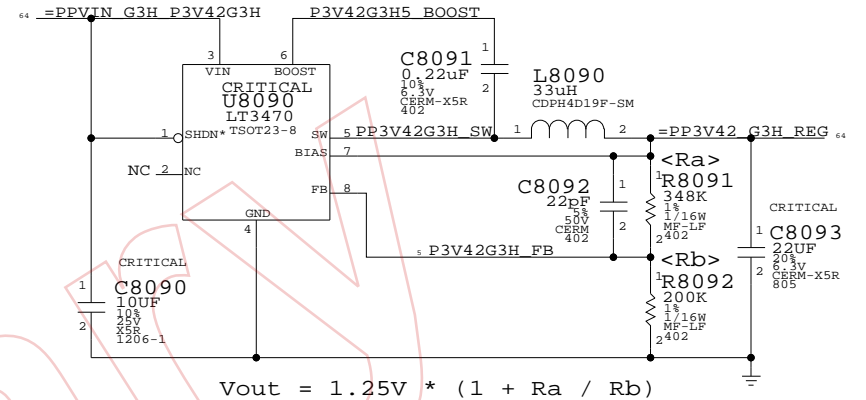 64 =PPVIN_G3H_P3V42G3H
P3V42G3H5_BOOST
3
VIN
6
BOOST
CRITICAL
U8090
LT3470
TSOT23-8
1
SHDN*
NC
2
NC
SW
5
PP3V42G3H_SW
BIAS
7
FB
8
GND
4
C8091
0.22uF
10%
6.3V
CERM-X5R
402
1
2
L8090
33uH
CDPH4D19F-SM
1
2
=PP3V42_G3H_REG 64
C8092
22pF
5%
50V
CERM
402
1
2
<Ra>
1
R8091
348K
1%
1/16W
MF-LF
2
402
5 P3V42G3H_FB
<Rb>
1
R8092
200K
1%
1/16W
MF-LF
2
402
CRITICAL
1
C8093
22UF
20%
6.3V
CERM-X5R
805
2
CRITICAL
1
C8090
10UF
10%
25V
X5R
1206-1
2
Vout = 1.25V * (1 + Ra / Rb)